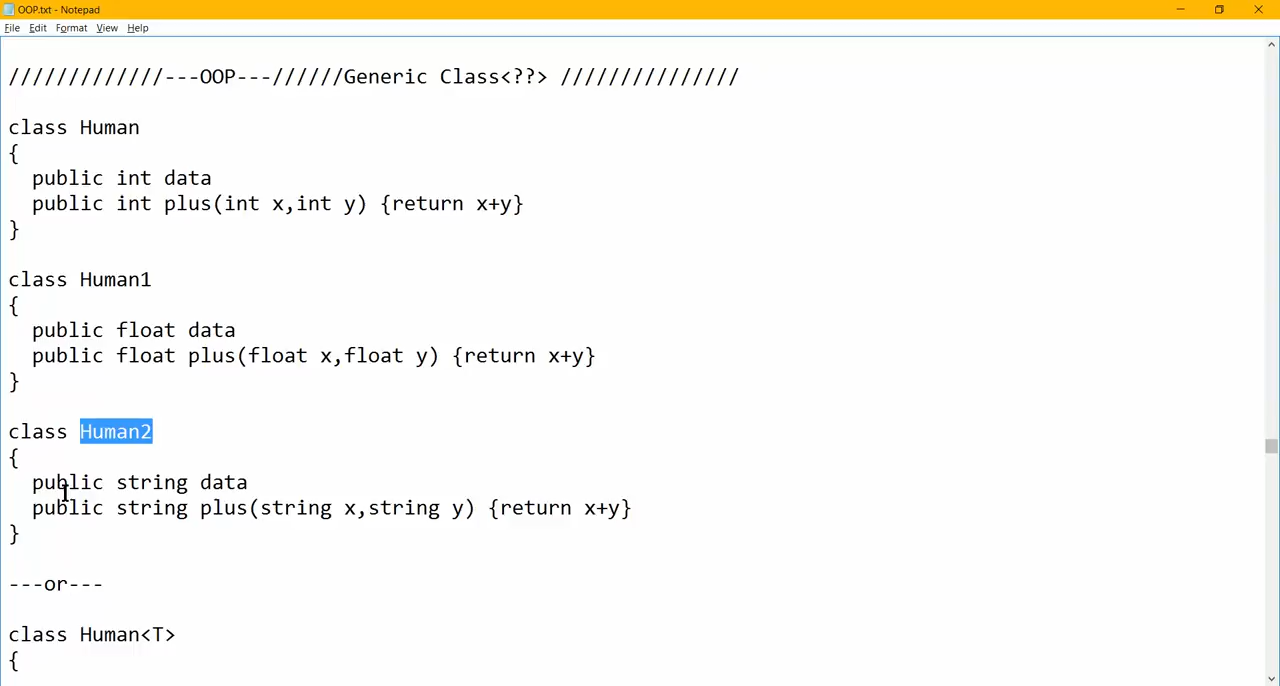 OOP.txt - Notepad
File Edit Format View Help
/////////////---OOP---//////Generic Class<??> ///////////////
class Human
{
public int data
public int plus(int x,int y) {return x+y}
}
class Human1
{
public float data
public float plus(float x,float y) {return x+y}
}
class Human2
{
public string data
public string plus(string x,string y) {return x+y}
}
---or---
class Human<T>
{